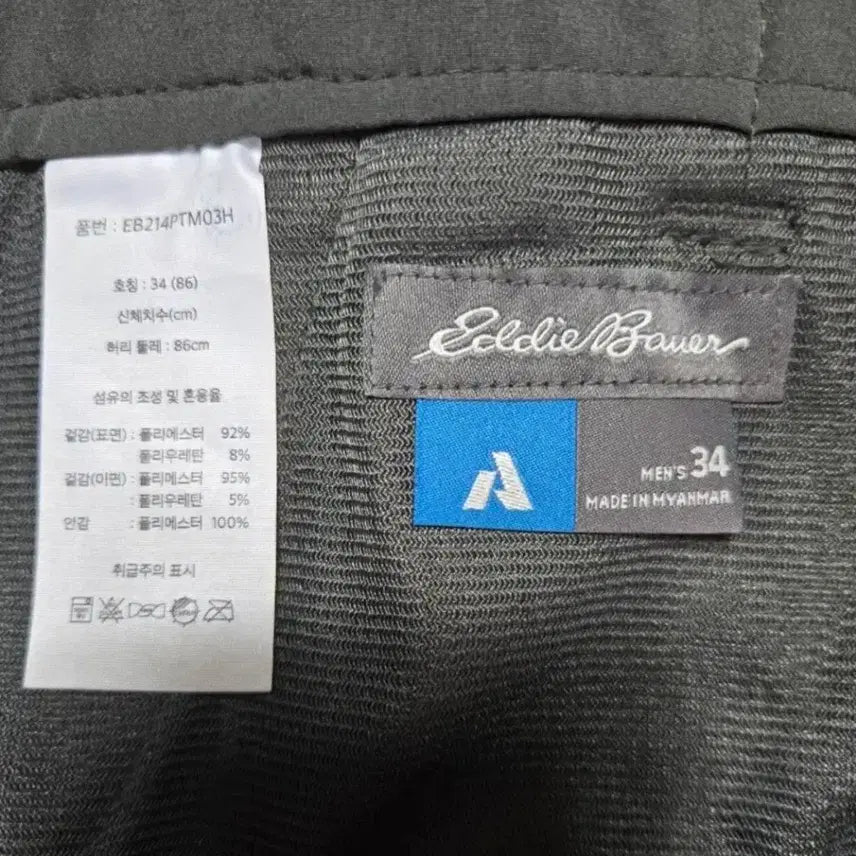 품번 : EB214PTM03H
호칭 : 34 (86)
신체치수(cm)
허리 둘레 : 86cm
섬유의 조성 및 혼용율
겉감(표면) : 폴리에스터 92%
: 폴리우레탄 8%
겉감(이면) : 폴리에스터 95%
: 폴리우레탄 5%
안감 : 폴리에스터 100%
취급주의 표시
Eddie Bauer
MEN'S 34
MADE IN MYANMAR